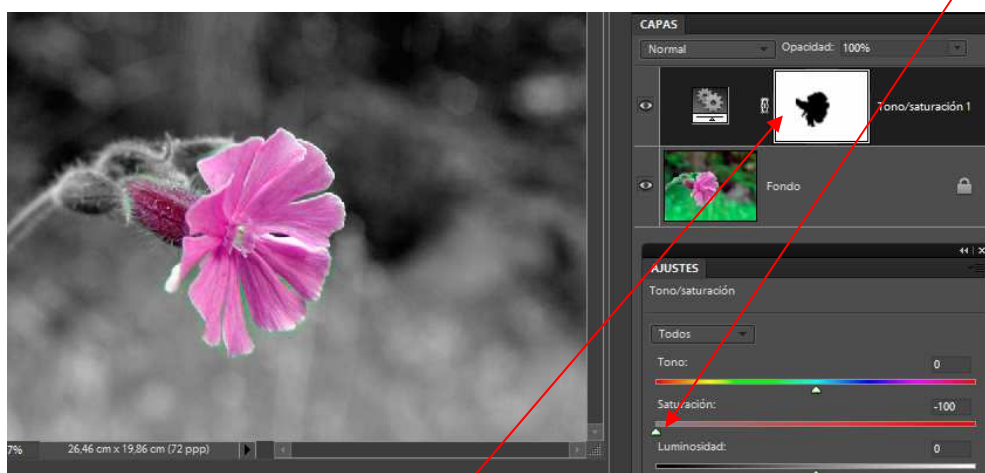 CAPAS
Normal Opacidad: 100%
Tono/saturación 1
Fondo
AJUSTES
Tono/saturación
Todos
Tono: 0
Saturación: -100
7% 26,46 cm x 19,86 cm (72 ppp)
Luminosidad: 0